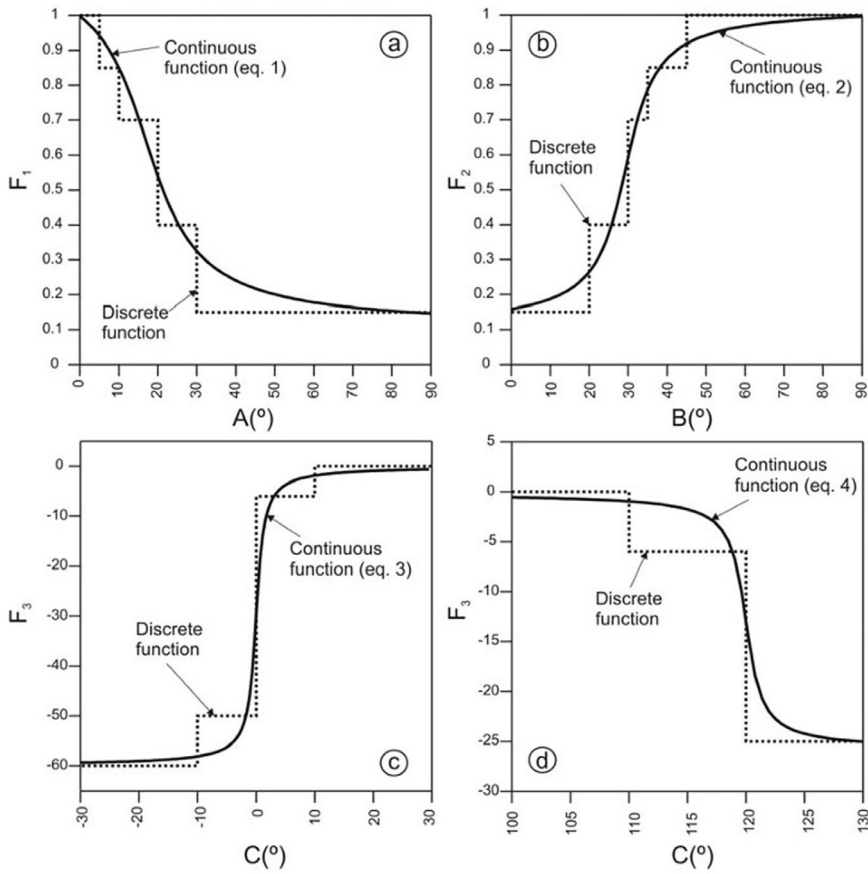 1
0.9
0.8
0.7
0.6
0.5
0.4
0.3
0.2
0.1
0
F1
Continuous
function (eq. 1)
a
Discrete
function
0
10
20
30
40
50
60
70
80
90
A(º)
1
0.9
0.8
0.7
0.6
0.5
0.4
0.3
0.2
0.1
0
F2
b
Continuous
function (eq. 2)
Discrete
function
0
20
30
40
50
60
70
80
90
B(º)
0
-10
-20
-30
-40
-50
-60
F3
Continuous
function (eq. 3)
Discrete
function
c
-30
-20
-10
0
10
20
30
C(º)
5
0
-5
-10
-15
-20
-25
-30
F3
Continuous
function (eq. 4)
Discrete
function
d
100
105
110
115
120
125
130
C(º)